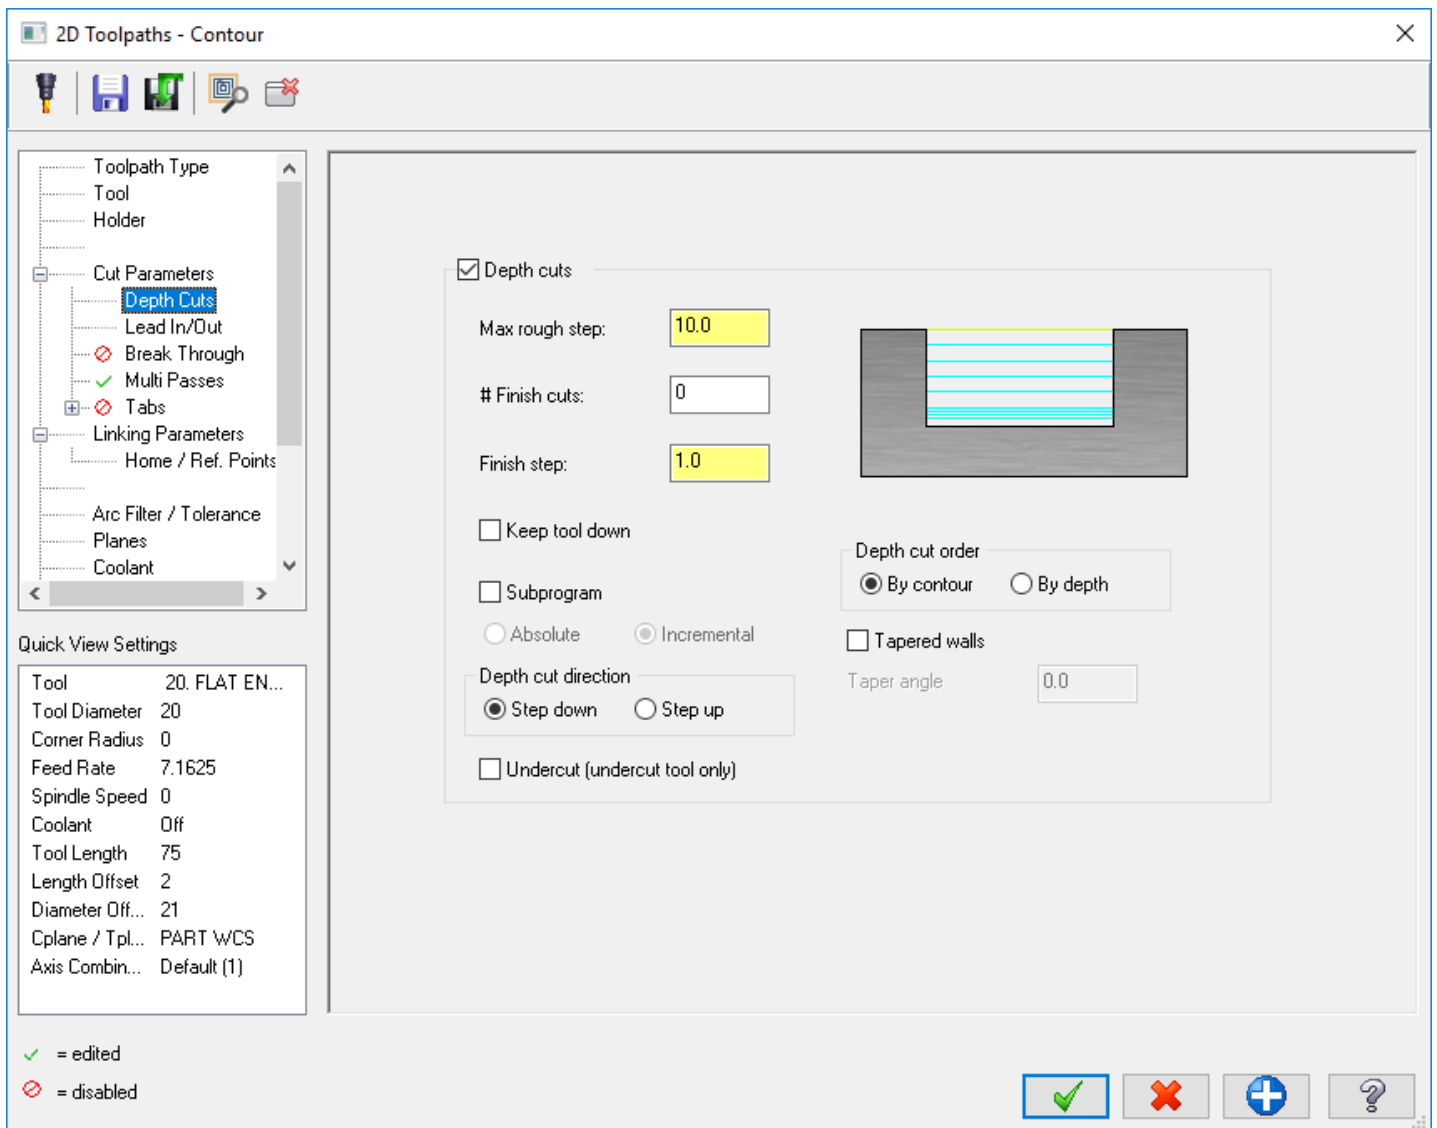 2D Toolpaths - Contour
Toolpath Type
Tool
Holder
Cut Parameters
Depth Cuts
Lead In/Out
Break Through
Multi Passes
Tabs
Linking Parameters
Home / Ref. Points
Arc Filter / Tolerance
Planes
Coolant
Quick View Settings
Tool 20. FLAT EN...
Tool Diameter 20
Corner Radius 0
Feed Rate 7.1625
Spindle Speed 0
Coolant Off
Tool Length 75
Length Offset 2
Diameter Off... 21
Cplane / Tpl... PART WCS
Axis Combin... Default (1)
= edited
= disabled
Depth cuts
Max rough step: 10.0
# Finish cuts: 0
Finish step: 1.0
Keep tool down
Subprogram
Absolute Incremental
Depth cut direction
Step down Step up
Undercut (undercut tool only)
Depth cut order
By contour By depth
Tapered walls
Taper angle 0.0